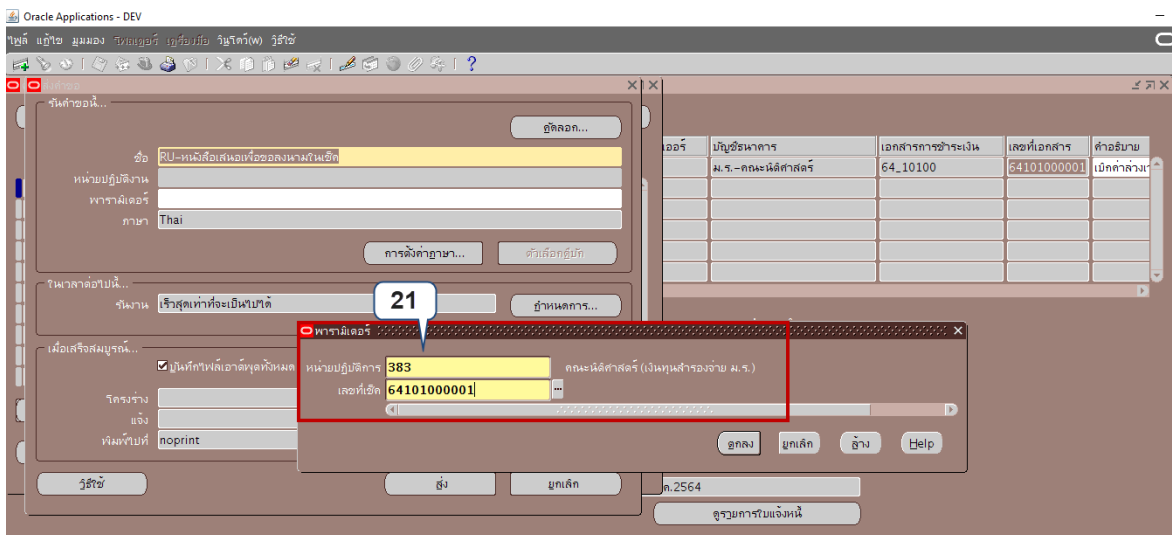 Oracle Applications - DEV
ไฟล์ แก้ไข มุมมอง โฟลเดอร์ เครื่องมือ วินโดว์(W) วิธีใช้
ส่งคำขอ
รันคำขอนี้...
คัดลอก...
ชื่อ RU-หนังสือเสนอเพื่อขอลงนามในเช็ค
หน่วยปฏิบัติงาน
พารามิเตอร์
ภาษา Thai
การตั้งค่าภาษา... ตัวเลือกดีบัก
ในเวลาต่อไปนี้...
รันงาน เร็วสุดเท่าที่จะเป็นไปได้ กำหนดการ...
เมื่อเสร็จสมบูรณ์...
บันทึกไฟล์เอาต์พุตทั้งหมด
โครงร่าง
แจ้ง
พิมพ์ไปที่ noprint
วิธีใช้ ส่ง ยกเลิก
บัญชีธนาคาร เอกสารการชำระเงิน เลขที่เอกสาร คำอธิบาย
ม.ร.-คณะนิติศาสตร์ 64_10100 64101000001
21
พารามิเตอร์
หน่วยปฏิบัติการ 383 คณะนิติศาสตร์ (เงินทุนสำรองจ่าย ม.ร.)
เลขที่เช็ค 64101000001
ตกลง ยกเลิก ล้าง Help
ค.2564
ดูรายการใบแจ้งหนี้